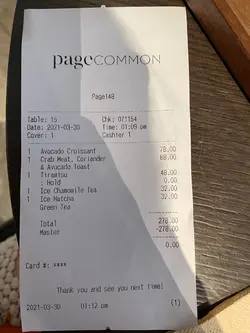 pageCOMMON
Page148
Table: 15 Chk: 071154
Date: 2021-03-30 Time: 01:09 pm
Cover: 1 Cashier 1
1 Avocado Croissant 78.00
1 Crab Meat, Coriander 88.00
& Avocado Toast
1 Tiramisu 48.00
: Hold 0.00
1 Ice Chamomile Tea 32.00
1 Ice Matcha 32.00
Green Tea
Total 278.00
Master -278.00
0.00
Card #: ****
Thank you and see you next time!
2021-03-30 01:12 pm (1)